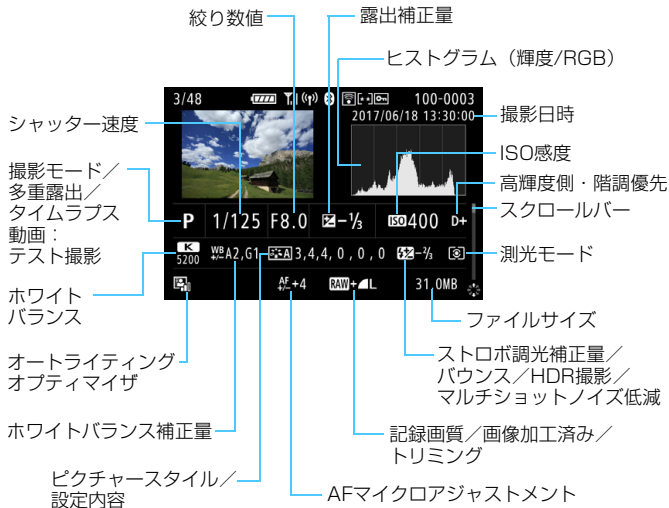 絞り数値
露出補正量
ヒストグラム（輝度/RGB）
3/48
100-0003
2017/06/18 13:30:00
撮影日時
シャッター速度
ISO感度
撮影モード／
多重露出／
タイムラプス
動画：
テスト撮影
高輝度側・階調優先
スクロールバー
P 1/125 F8.0 -1/3 ISO400 D+
K
5200
WB
+/- A2,G1
A 3,4,4, 0, 0, 0
-2/3
測光モード
ホワイト
バランス
AF
+/- +4
RAW+L
31.0MB
ファイルサイズ
オートライティング
オプティマイザ
ストロボ調光補正量／
バウンス／HDR撮影／
マルチショットノイズ低減
ホワイトバランス補正量
記録画質／画像加工済み／
トリミング
ピクチャースタイル／
設定内容
AFマイクロアジャストメント